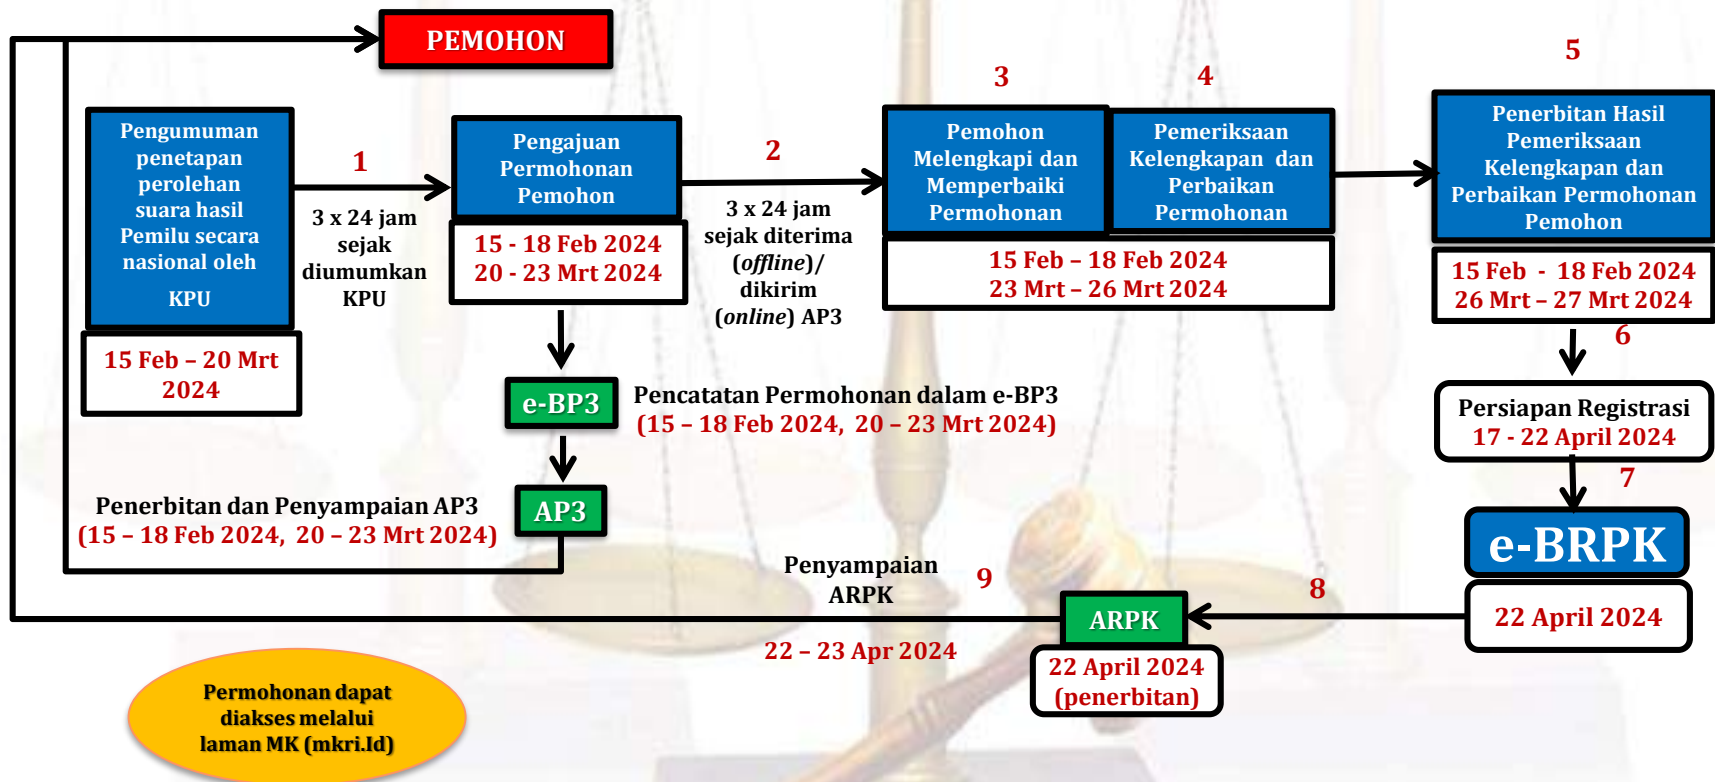 PEMOHON
Pengumuman
penetapan
perolehan
suara hasil
Pemilu secara
nasional oleh
KPU
15 Feb – 20 Mrt
2024
1
3 x 24 jam
sejak
diumumkan
KPU
Pengajuan
Permohonan
Pemohon
15 - 18 Feb 2024
20 - 23 Mrt 2024
2
3 x 24 jam
sejak diterima
(offline)/
dikirim
(online) AP3
3
Pemohon
Melengkapi dan
Memperbaiki
Permohonan
4
Pemeriksaan
Kelengkapan dan
Perbaikan
Permohonan
15 Feb – 18 Feb 2024
23 Mrt – 26 Mrt 2024
5
Penerbitan Hasil
Pemeriksaan
Kelengkapan dan
Perbaikan Permohonan
Pemohon
15 Feb - 18 Feb 2024
26 Mrt – 27 Mrt 2024
6
Persiapan Registrasi
17 - 22 April 2024
7
e-BRPK
22 April 2024
8
ARPK
22 April 2024
(penerbitan)
9
Penyampaian
ARPK
22 – 23 Apr 2024
e-BP3
Pencatatan Permohonan dalam e-BP3
(15 – 18 Feb 2024, 20 – 23 Mrt 2024)
AP3
Penerbitan dan Penyampaian AP3
(15 – 18 Feb 2024, 20 – 23 Mrt 2024)
Permohonan dapat
diakses melalui
laman MK (mkri.Id)